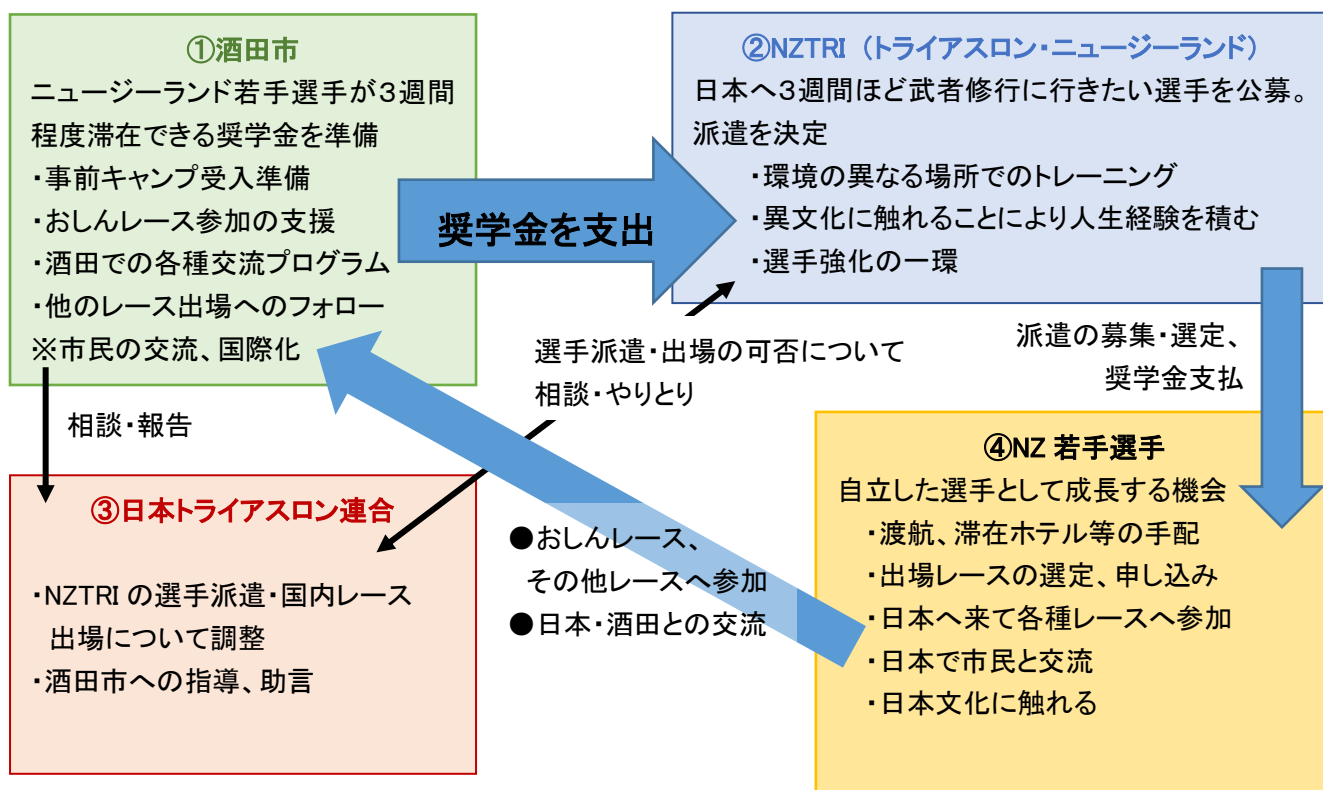 ①酒田市
ニュージーランド若手選手が3週間
程度滞在できる奨学金を準備
・事前キャンプ受入準備
・おしんレース参加の支援
・酒田での各種交流プログラム
・他のレース出場へのフォロー
※市民の交流、国際化
奨学金を支出
②NZTRI（トライアスロン・ニュージーランド）
日本へ3週間ほど武者修行に行きたい選手を公募。
派遣を決定
・環境の異なる場所でのトレーニング
・異文化に触れることにより人生経験を積む
・選手強化の一環
選手派遣・出場の可否について
相談・やりとり
派遣の募集・選定、
奨学金支払
相談・報告
③日本トライアスロン連合
・NZTRIの選手派遣・国内レース
出場について調整
・酒田市への指導、助言
●おしんレース、
その他レースへ参加
●日本・酒田との交流
④NZ 若手選手
自立した選手として成長する機会
・渡航、滞在ホテル等の手配
・出場レースの選定、申し込み
・日本へ来て各種レースへ参加
・日本で市民と交流
・日本文化に触れる